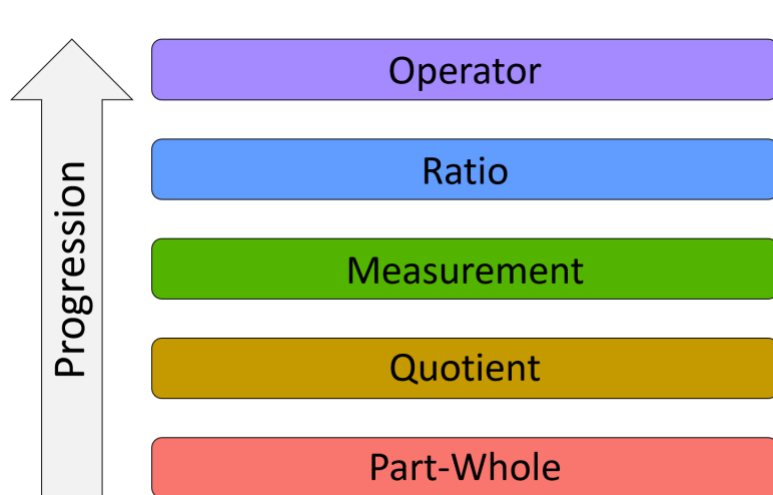 Operator
Ratio
Measurement
Quotient
Part-Whole
Progression